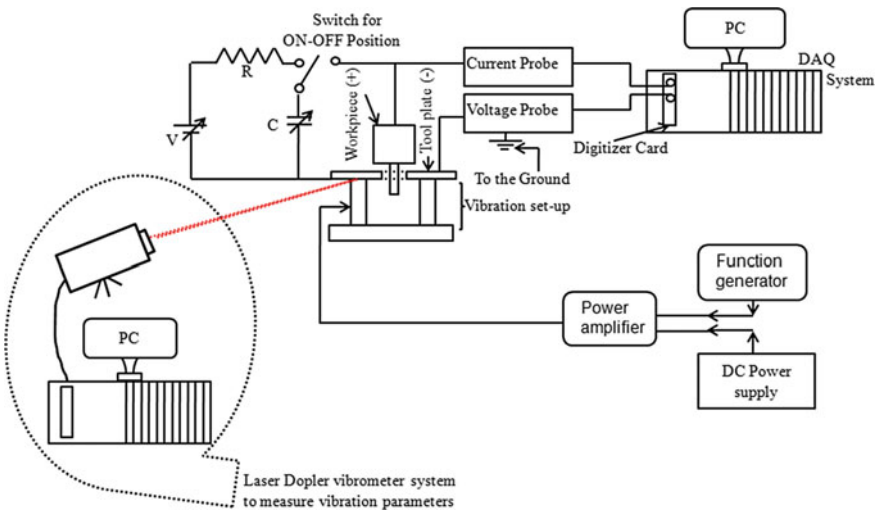 Switch for
ON-OFF Position
R
V
C
Workpiece (+)
Tool plate (-)
Current Probe
Voltage Probe
To the Ground
Vibration set-up
PC
DAQ
System
Digitizer Card
Function
generator
Power
amplifier
DC Power
supply
PC
Laser Dopler vibrometer system
to measure vibration parameters